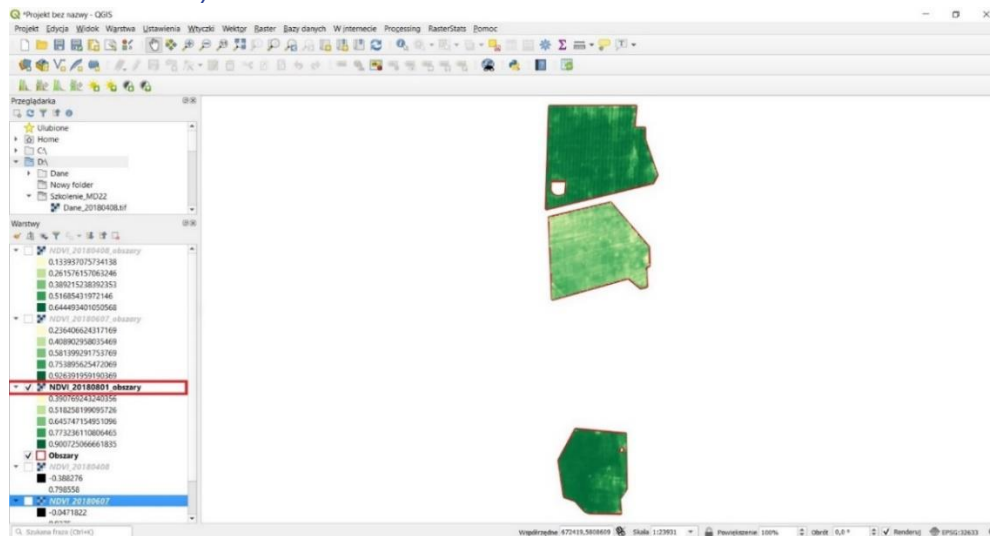 *Projekt bez nazwy - QGIS
Projekt Edycja Widok Warstwa Ustawienia Wtyczki Wektor Raster Bazy danych W internecie Processing RasterStats Pomoc
Przeglądarka
Ulubione
Home
C:\
D:\
Dane
Nowy folder
Szkolenie_MD22
Dane_20180408.tif
Warstwy
NDVI_20180408_obszary
0.133937075734138
0.261576157063246
0.389215238392353
0.51685431972146
0.644493401050568
NDVI_20180607_obszary
0.236406624317169
0.408902958035469
0.581399291753769
0.753895625472069
0.926391959190369
NDVI_20180801_obszary
0.390769243240356
0.518258199095726
0.645747154951096
0.773236110806465
0.900725066661835
Obszary
NDVI_20180408
-0.388276
0.798558
NDVI_20180607
-0.0471822
Szukana fraza (Ctrl+K)
Współrzędne 672419,5808609 Skala 1:23931 Powiększenie 100% Obrót 0,0 ° Renderuj EPSG:32633